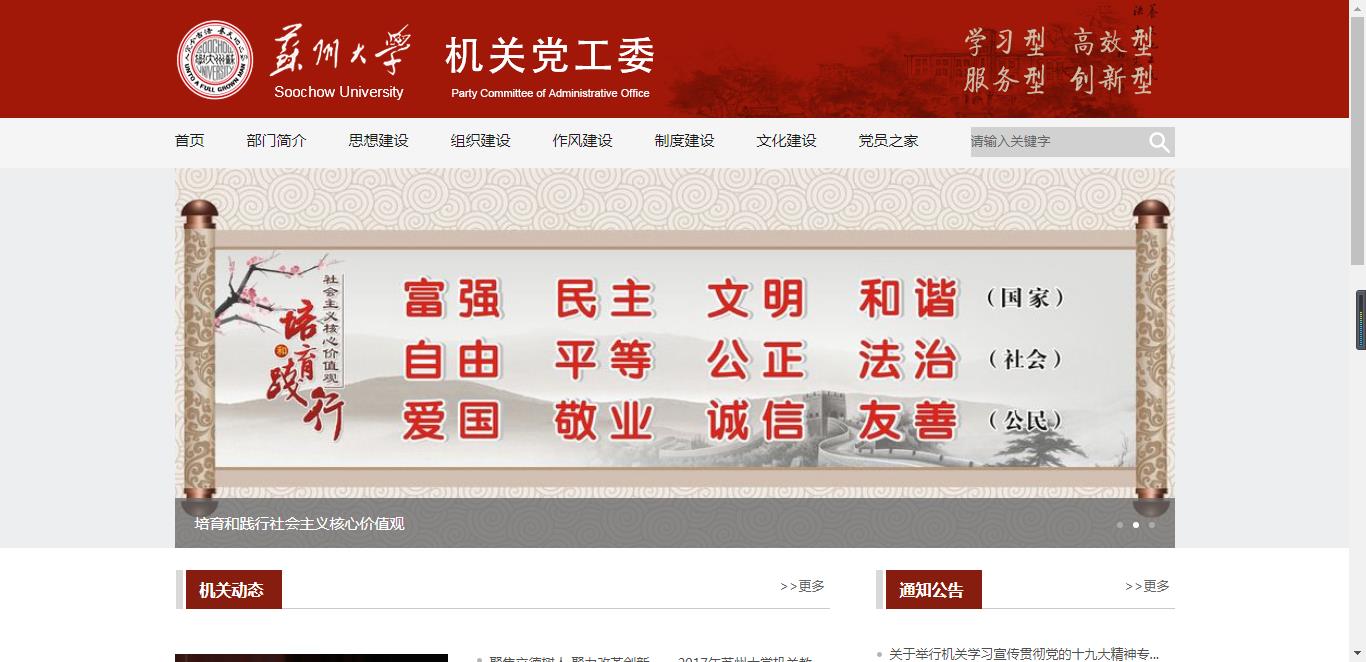 蘇州大學
Soochow University
机关党工委
Party Committee of Administrative Office
学习型 高效型
服务型 创新型
首页 部门简介 思想建设 组织建设 作风建设 制度建设 文化建设 党员之家
请输入关键字
社会主义核心价值观
培育和践行
富强 民主 文明 和谐 (国家)
自由 平等 公正 法治 (社会)
爱国 敬业 诚信 友善 (公民)
培育和践行社会主义核心价值观
机关动态
>>更多
通知公告
>>更多
关于举行机关学习宣传贯彻党的十九大精神专...